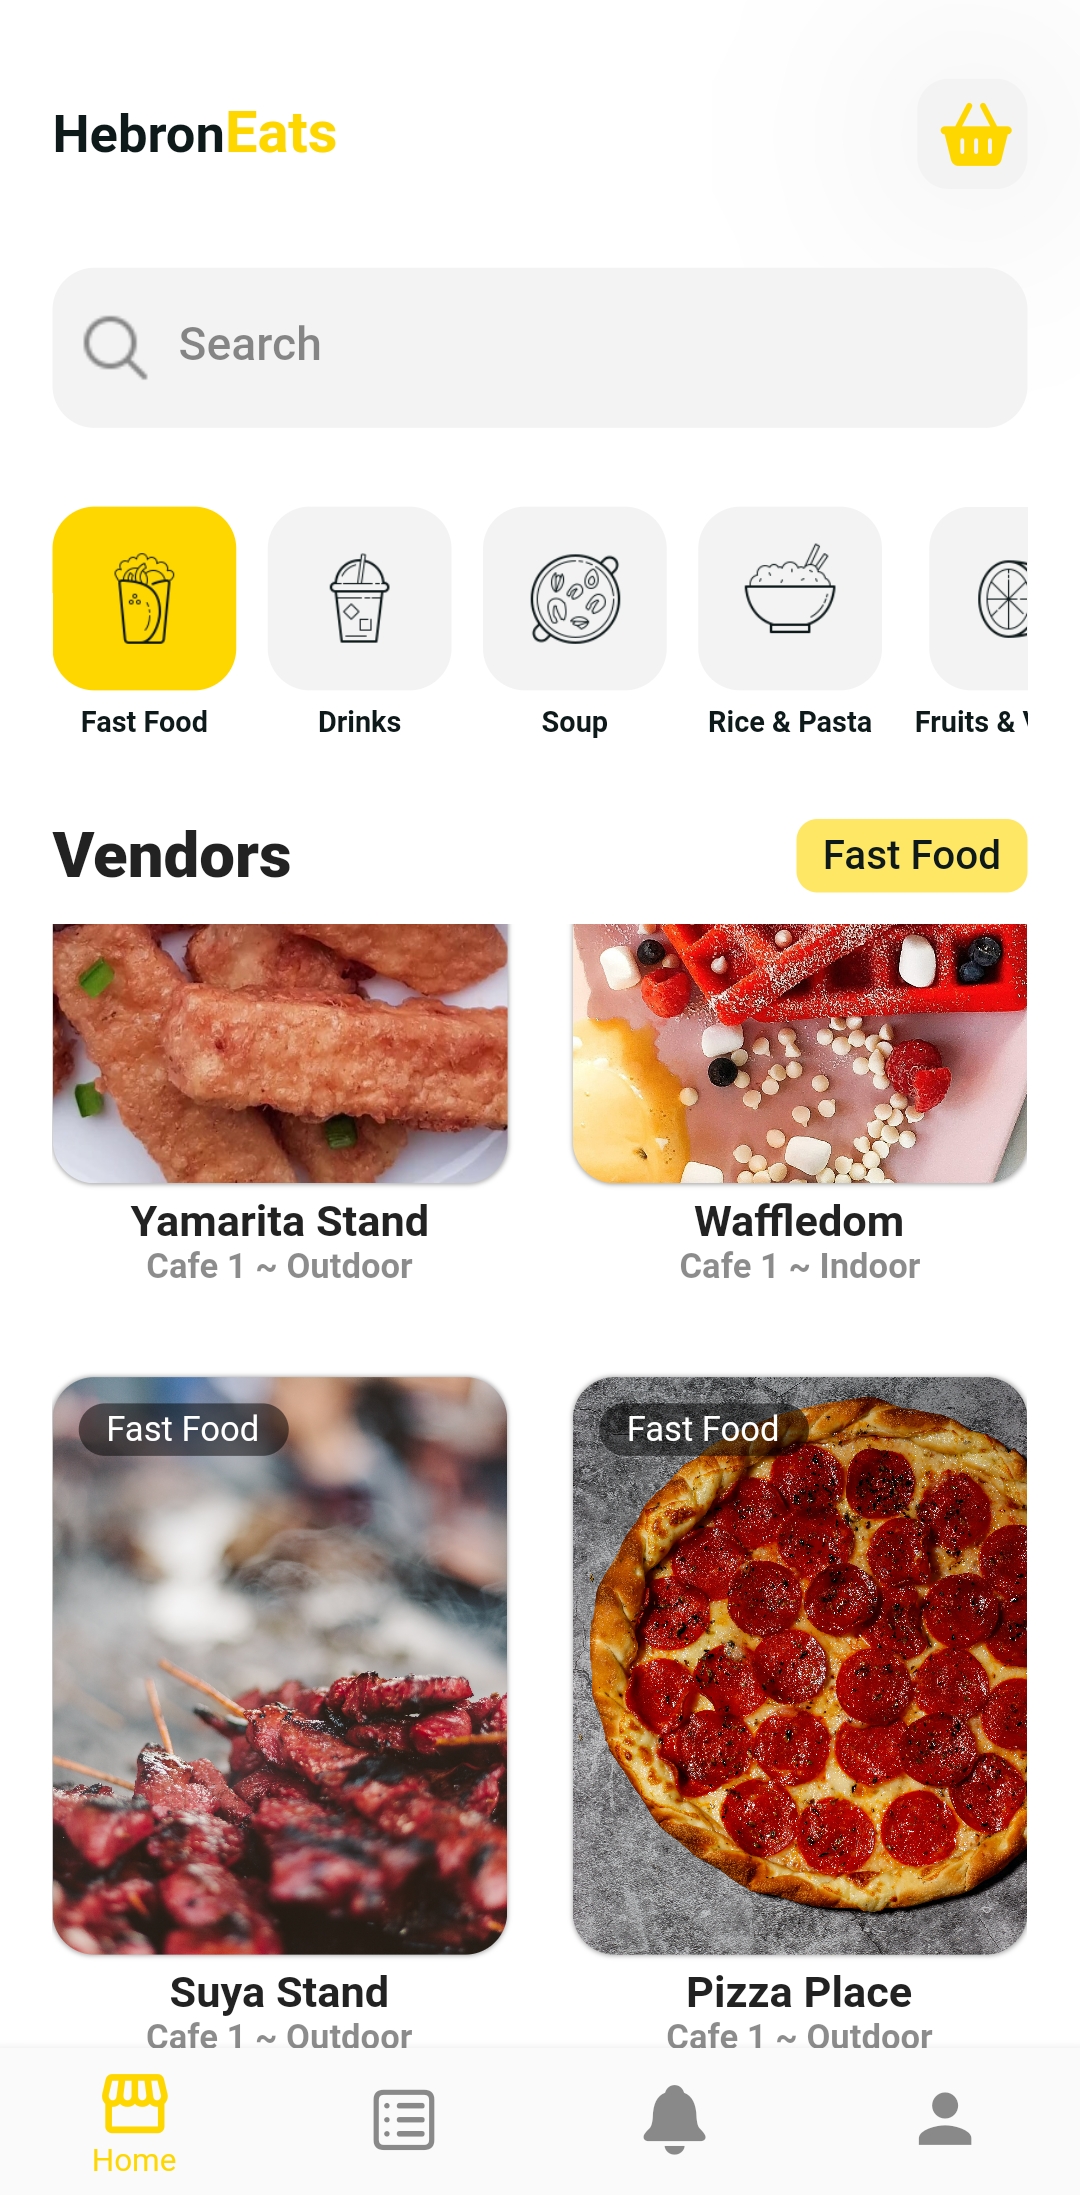 HebronEats
Search
Fast Food
Drinks
Soup
Rice & Pasta
Fruits &
Vendors
Fast Food
Yamarita Stand
Cafe 1 ~ Outdoor
Waffledom
Cafe 1 ~ Indoor
Fast Food
Fast Food
Suya Stand
Cafe 1 ~ Outdoor
Pizza Place
Cafe 1 ~ Outdoor
Home